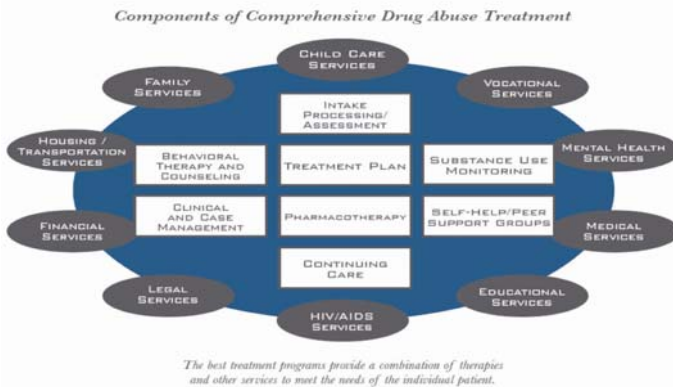 Components of Comprehensive Drug Abuse Treatment
CHILD CARE
SERVICES
FAMILY
SERVICES
VOCATIONAL
SERVICES
INTAKE
PROCESSING/
ASSESSMENT
HOUSING /
TRANSPORTATION
SERVICES
BEHAVIORAL
THERAPY AND
COUNSELING
TREATMENT PLAN
SUBSTANCE USE
MONITORING
MENTAL HEALTH
SERVICES
FINANCIAL
SERVICES
CLINICAL
AND CASE
MANAGEMENT
PHARMACOTHERAPY
SELF-HELP/PEER
SUPPORT GROUPS
MEDICAL
SERVICES
CONTINUING
CARE
LEGAL
SERVICES
EDUCATIONAL
SERVICES
HIV/AIDS
SERVICES
The best treatment programs provide a combination of therapies
and other services to meet the needs of the individual patient.